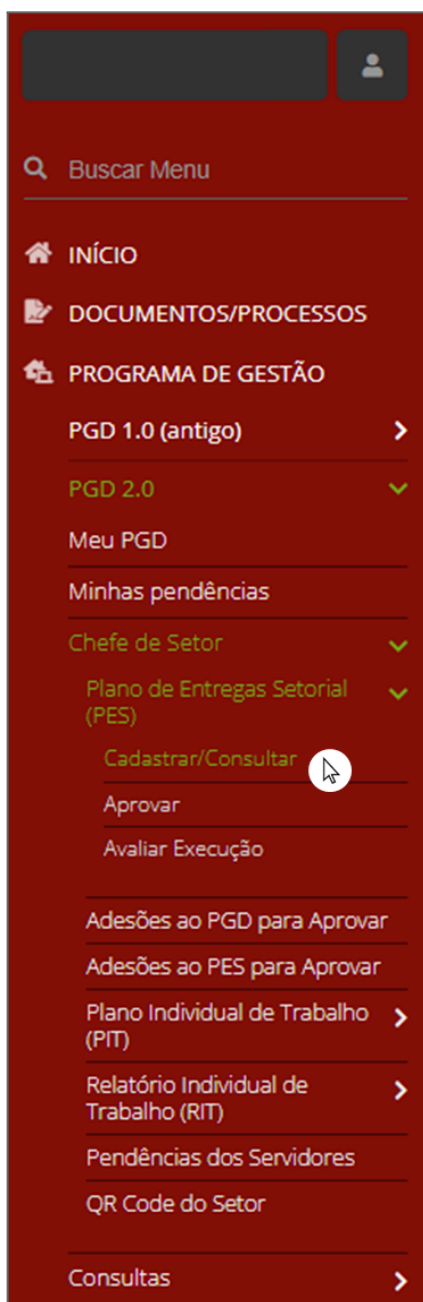 Buscar Menu
INÍCIO
DOCUMENTOS/PROCESSOS
PROGRAMA DE GESTÃO
PGD 1.0 (antigo)
PGD 2.0
Meu PGD
Minhas pendências
Chefe de Setor
Plano de Entregas Setorial
(PES)
Cadastrar/Consultar
Aprovar
Avaliar Execução
Adesões ao PGD para Aprovar
Adesões ao PES para Aprovar
Plano Individual de Trabalho
(PIT)
Relatório Individual de
Trabalho (RIT)
Pendências dos Servidores
QR Code do Setor
Consultas